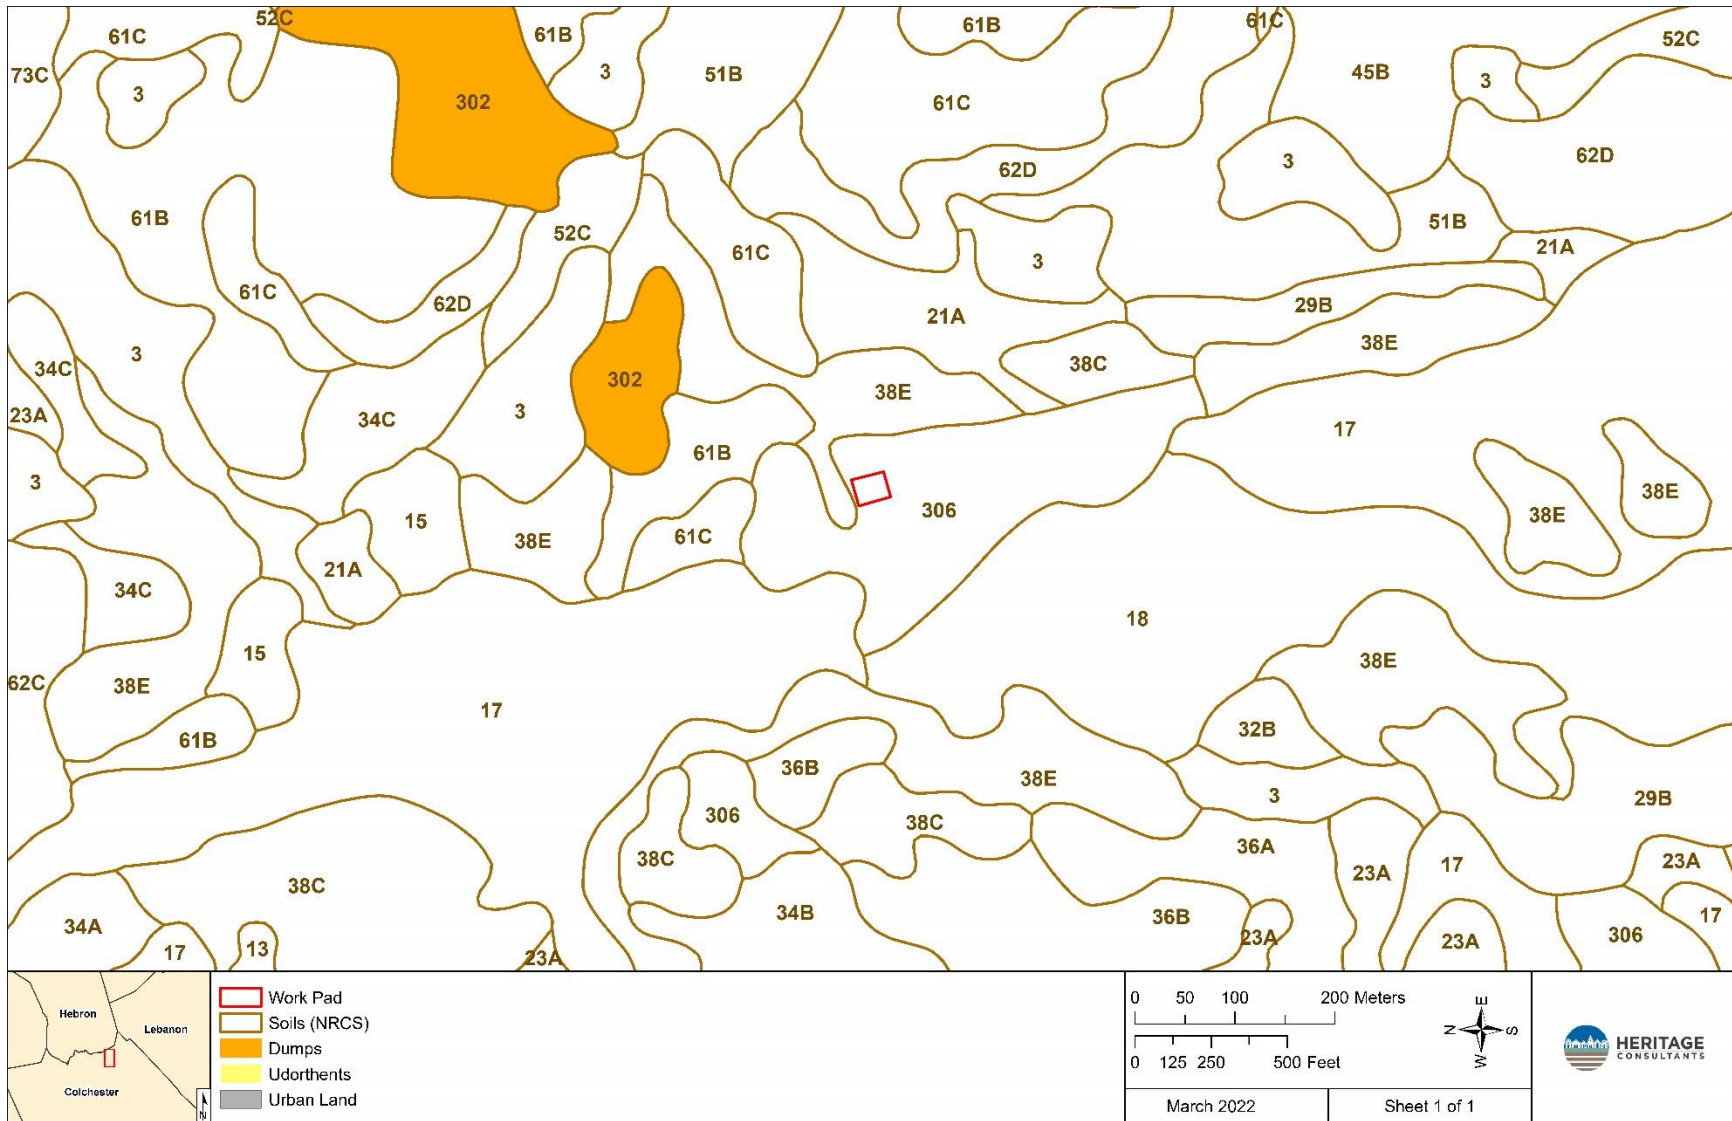 52C
61C
61B
61B
61C
52C
73C
3
3
51B
45B
3
302
61C
62D
3
62D
61B
51B
52C
61C
21A
3
61C
62D
29B
21A
3
38E
34C
38C
302
38E
23A
34C
3
17
61B
3
38E
38E
15
306
61C
38E
21A
34C
18
15
38E
62C
38E
17
32B
61B
36B
38E
3
29B
306
38C
36A
38C
17
23A
23A
38C
34B
36B
17
34A
23A
306
23A
17
13
23A
Hebron
Lebanon
Colchester
N
Work Pad
Soils (NRCS)
Dumps
Udorthents
Urban Land
0 50 100 200 Meters
0 125 250 500 Feet
E
N
S
W
March 2022
Sheet 1 of 1
HERITAGE
CONSULTANTS